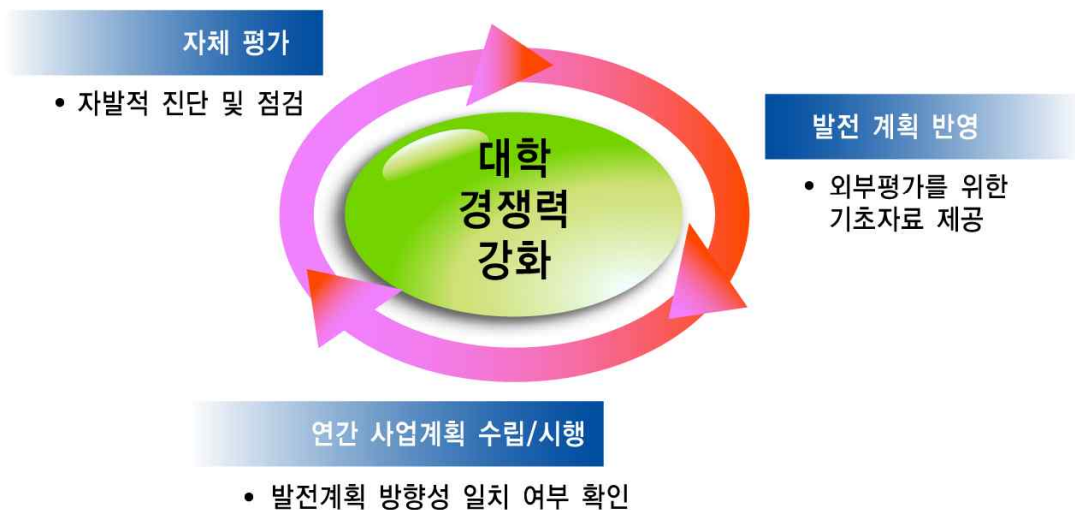 자체 평가
• 자발적 진단 및 점검
대학
경쟁력
강화
발전 계획 반영
• 외부평가를 위한
기초자료 제공
연간 사업계획 수립/시행
• 발전계획 방향성 일치 여부 확인